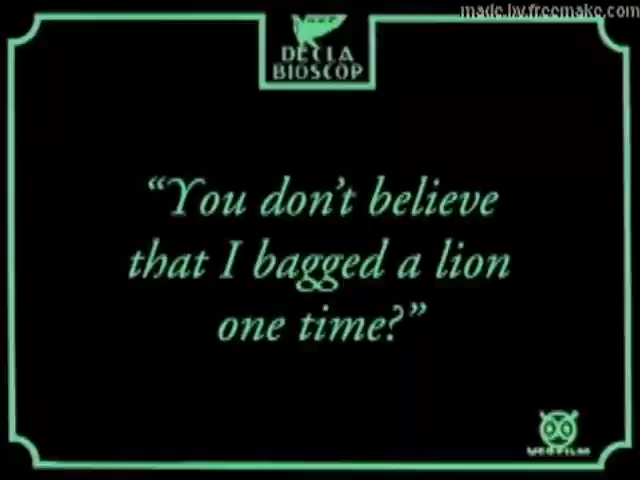 made.by.freemake.com
DECLA
BIOSCOP
“You don’t believe
that I bagged a lion
one time?”